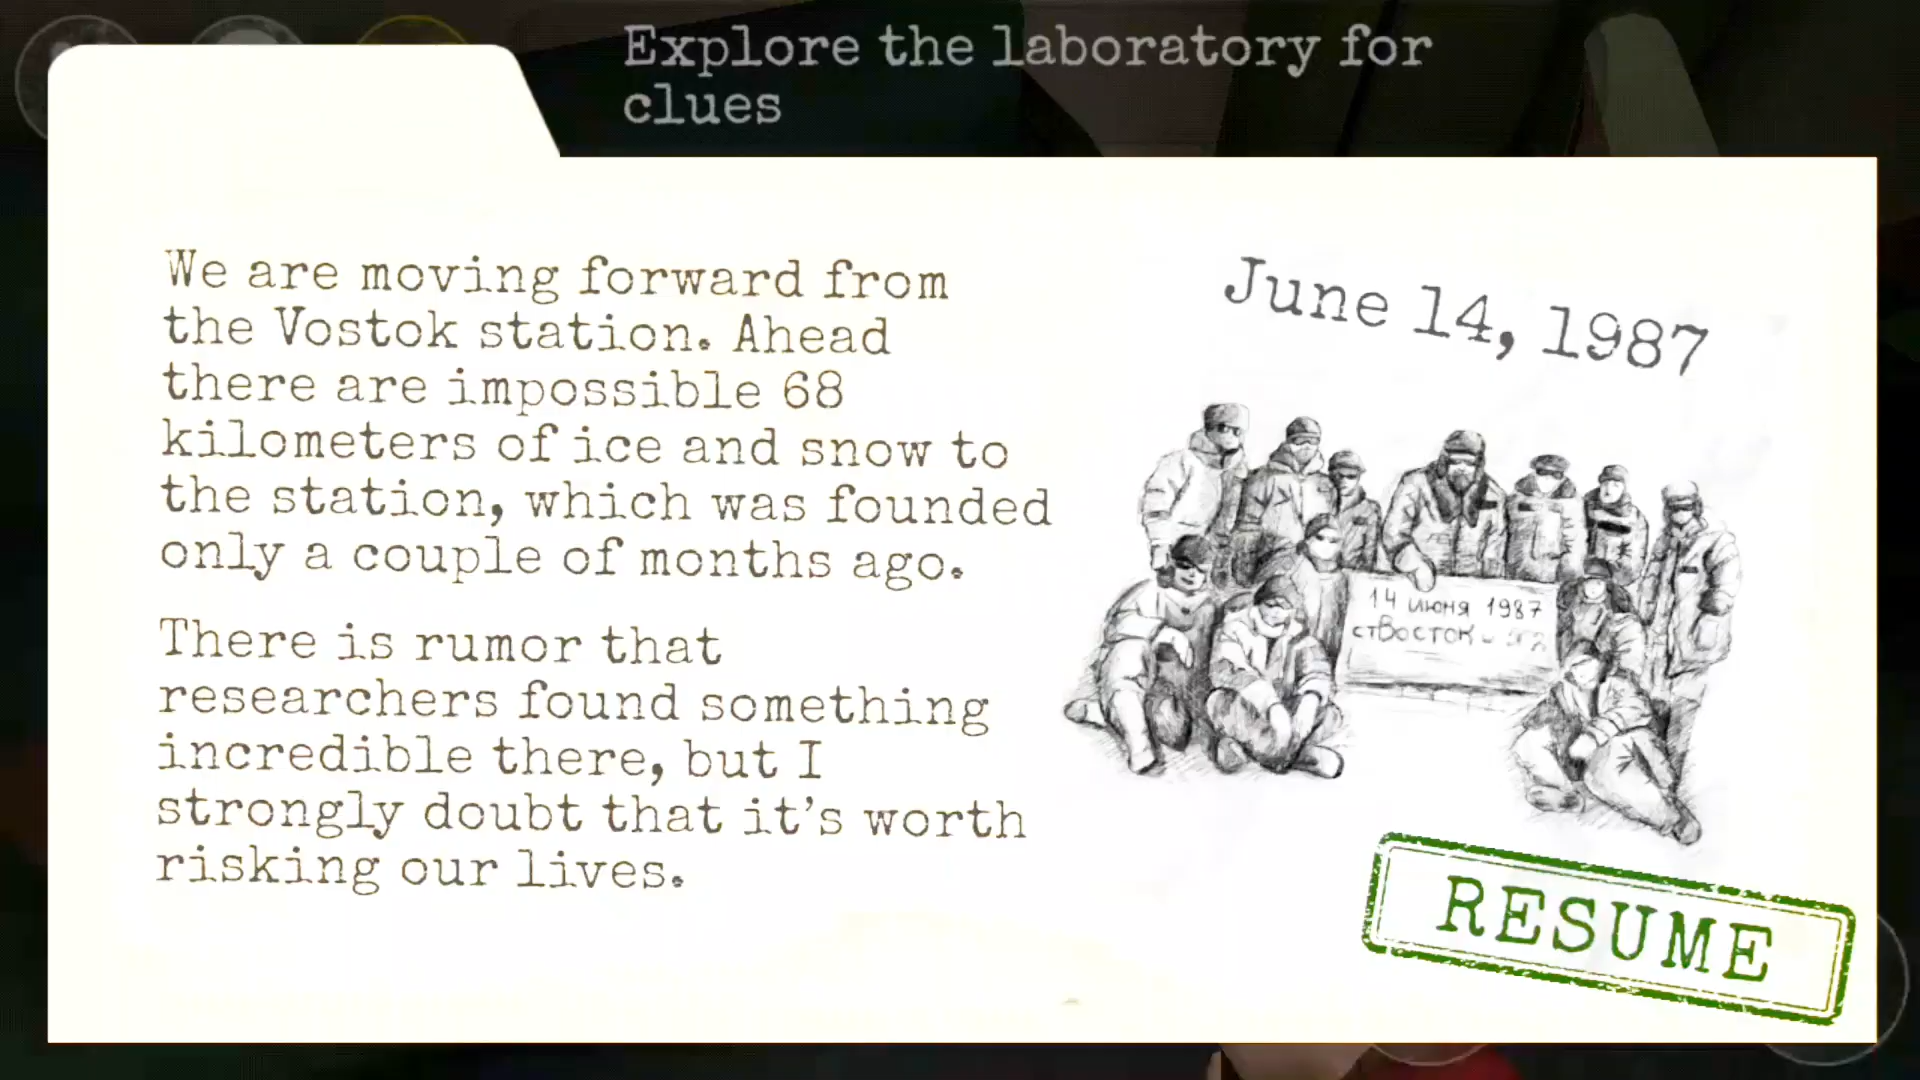 Explore the laboratory for
clues
We are moving forward from
the Vostok station. Ahead
there are impossible 68
kilometers of ice and snow to
the station, which was founded
only a couple of months ago.
There is rumor that
researchers found something
incredible there, but I
strongly doubt that it's worth
risking our lives.
June 14, 1987
14 июня 1987
стВосток
RESUME